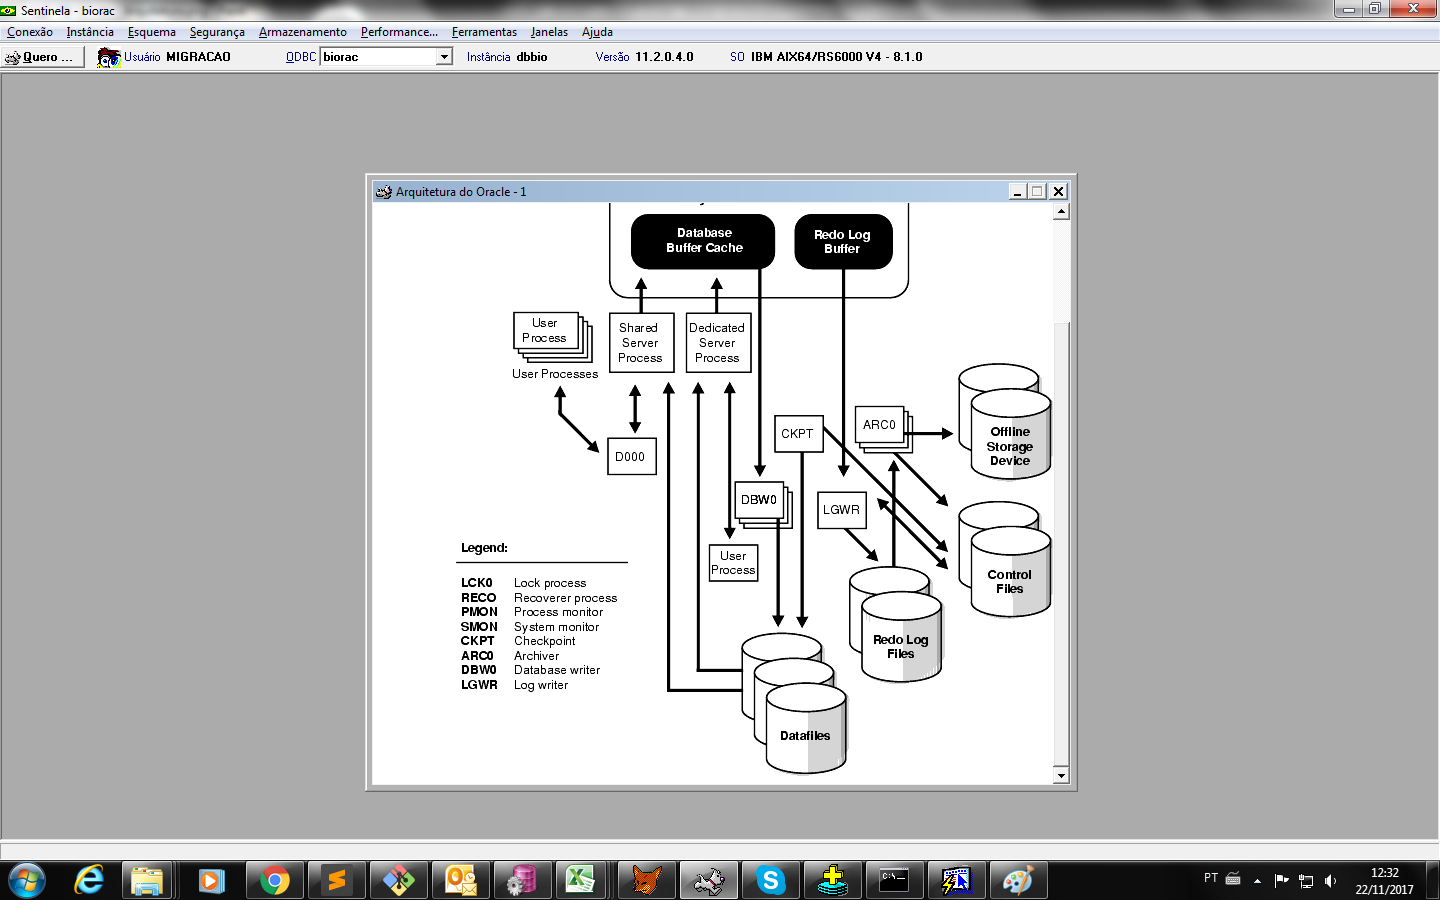 Sentinela - biorac
Conexão Instância Esquema Segurança Armazenamento Performance... Ferramentas Janelas Ajuda
Quero ... Usuário MIGRACAO ODBC biorac Instância dbbio Versão 11.2.0.4.0 SO IBM AIX64/RS6000 V4 - 8.1.0
Arquitetura do Oracle - 1
Database
Buffer Cache
Redo Log
Buffer
User
Process
User Processes
Shared
Server
Process
Dedicated
Server
Process
D000
CKPT
ARC0
Offline
Storage
Device
DBW0
LGWR
User
Process
Control
Files
Redo Log
Files
Datafiles
Legend:
LCK0 Lock process
RECO Recoverer process
PMON Process monitor
SMON System monitor
CKPT Checkpoint
ARC0 Archiver
DBW0 Database writer
LGWR Log writer
PT
12:32
22/11/2017